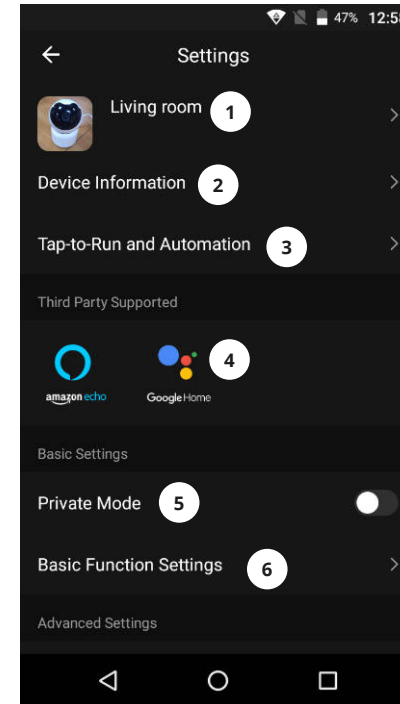 47% 12:58
Settings
Living room 1
Device Information 2
Tap-to-Run and Automation 3
Third Party Supported
4
amazon echo Google Home
Basic Settings
Private Mode 5
Basic Function Settings 6
Advanced Settings